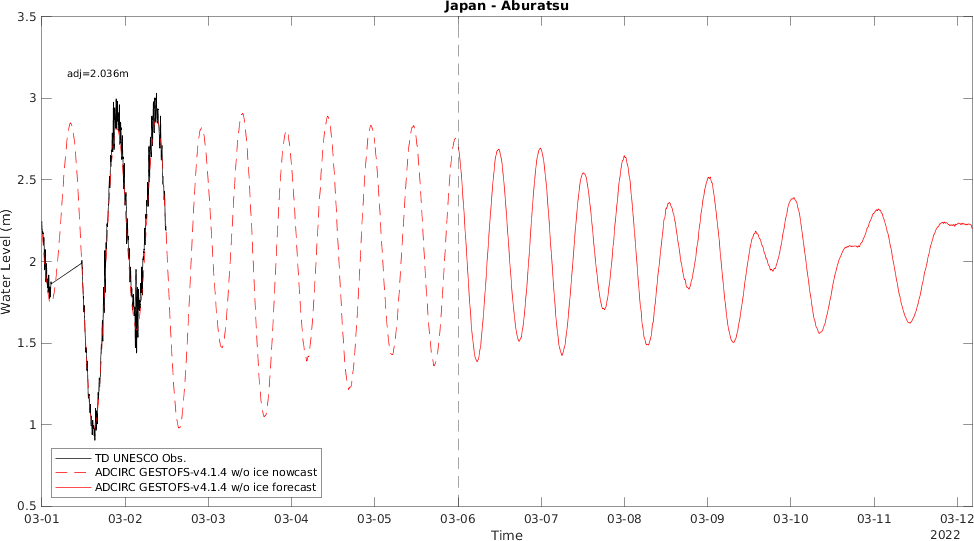 Japan - Aburatsu
3.5
adj=2.036m
3
2.5
2
1.5
1
0.5
Water Level (m)
TD UNESCO Obs.
ADCIRC GESTOFS-v4.1.4 w/o ice nowcast
ADCIRC GESTOFS-v4.1.4 w/o ice forecast
03-01 03-02 03-03 03-04 03-05 03-06 03-07 03-08 03-09 03-10 03-11 03-12
Time
2022